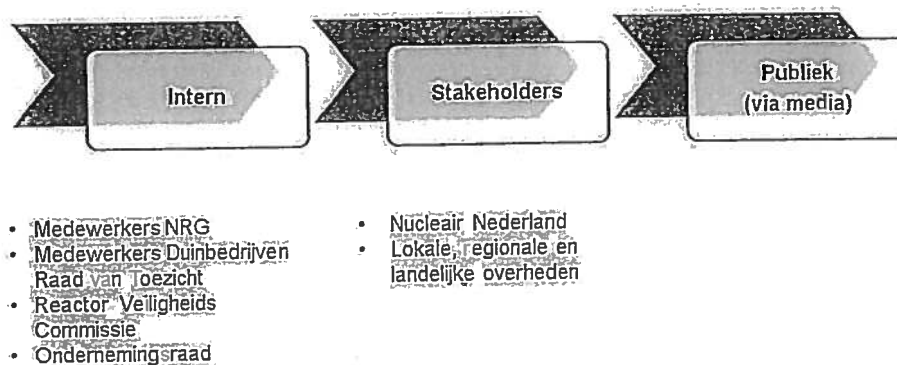 Intern
Stakeholders
Publiek
(via media)
• Medewerkers NRG
• Medewerkers Duinbedrijven
Raad van Toezicht
• Reactor Veiligheids
Commissie
• Ondernemingsraad
• Nucleair Nederland
• Lokale, regionale en
landelijke overheden